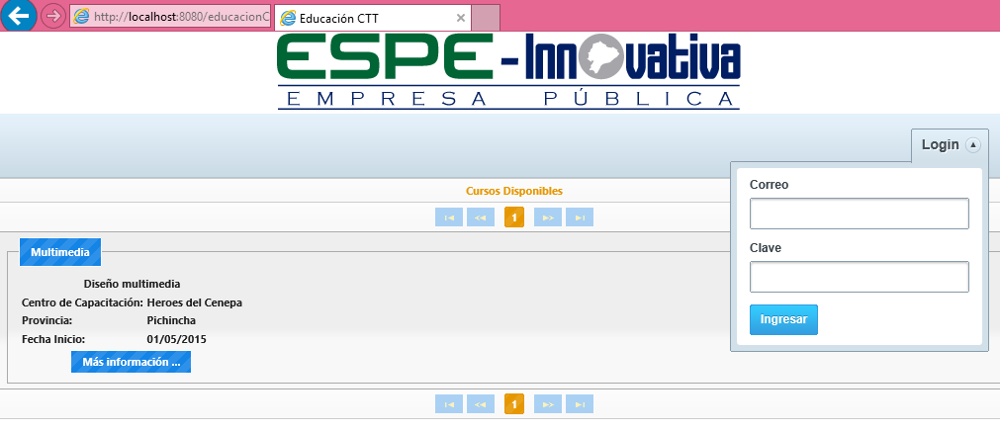 http://localhost:8080/educacionC
Educación CTT
ESPE-Innovativa
EMPRESA PÚBLICA
Login
Cursos Disponibles
1
Multimedia
Diseño multimedia
Centro de Capacitación: Heroes del Cenepa
Provincia: Pichincha
Fecha Inicio: 01/05/2015
Más información ...
Correo
Clave
Ingresar
1